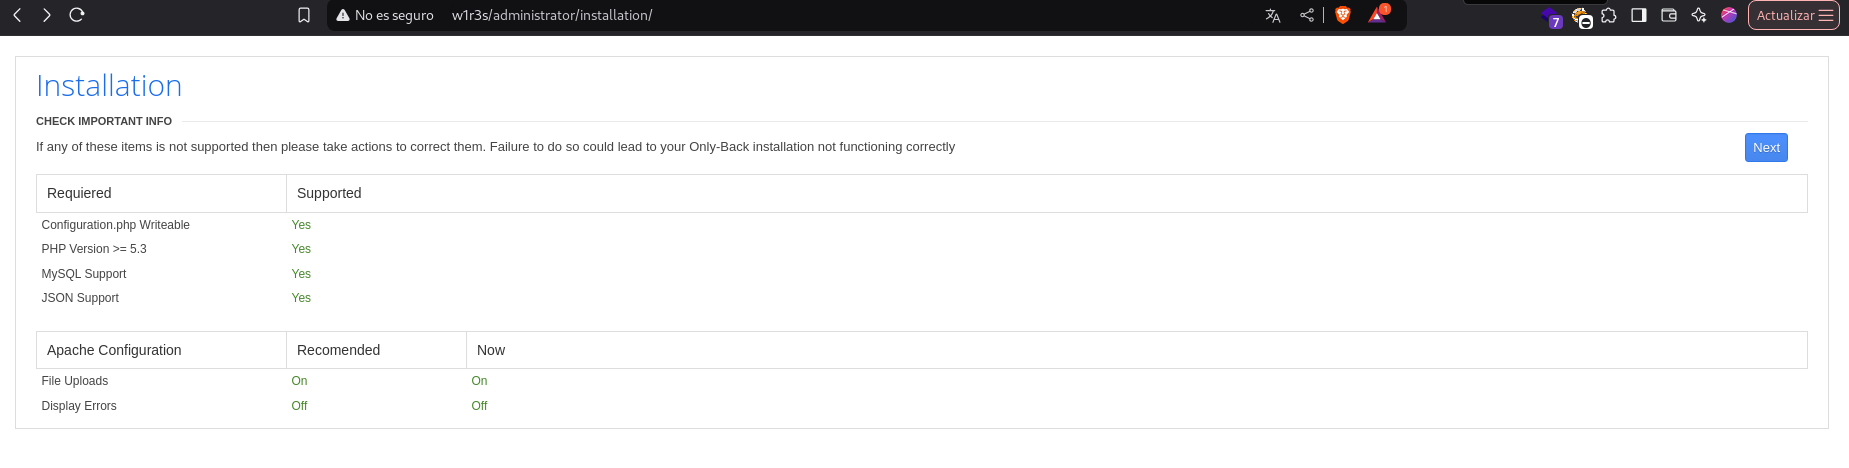 No es seguro w1r3s/administrator/installation/ 1 7 Actualizar
Installation
CHECK IMPORTANT INFO
If any of these items is not supported then please take actions to correct them. Failure to do so could lead to your Only-Back installation not functioning correctly
Next
Requiered Supported
Configuration.php Writeable Yes
PHP Version >= 5.3 Yes
MySQL Support Yes
JSON Support Yes
Apache Configuration Recomended Now
File Uploads On On
Display Errors Off Off